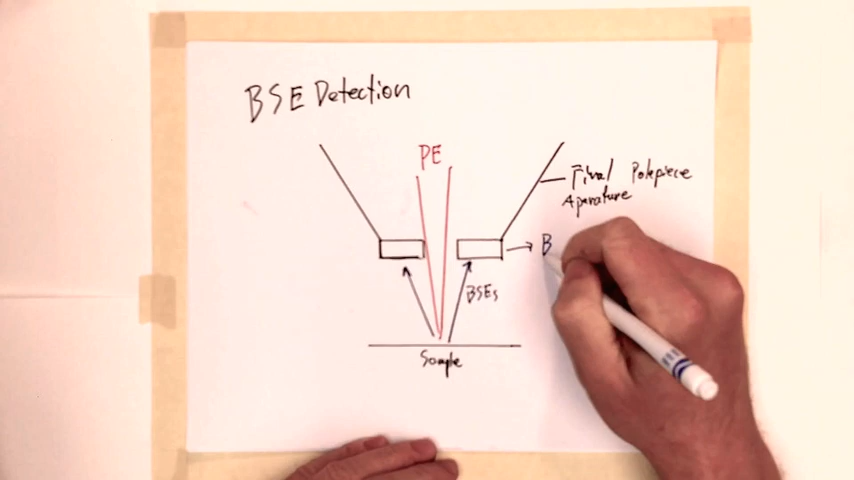 BSE Detection
PE
Final Polepiece
Aperature
B
BSEs
Sample